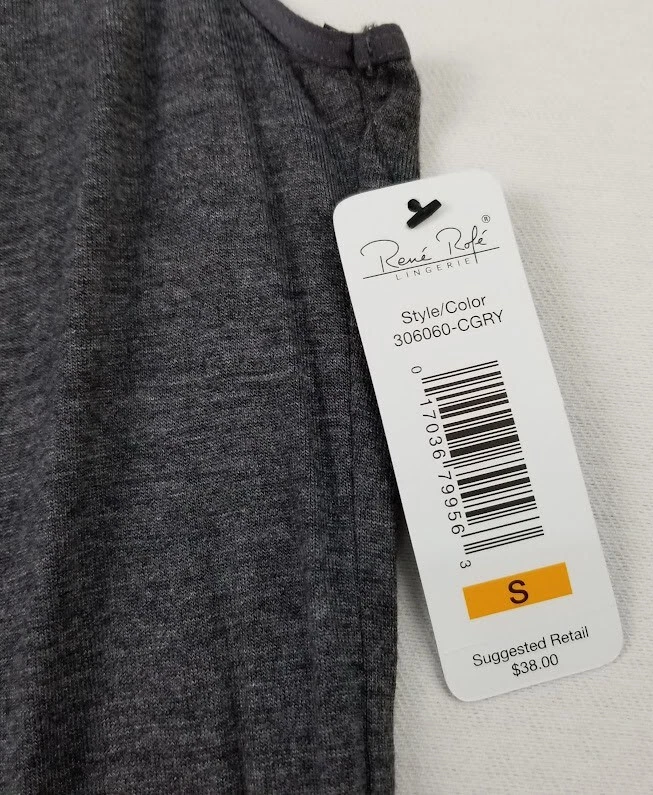 René Rofé®
LINGERIE
Style/Color
306060-CGRY
0 17036 79956 3
S
Suggested Retail
$38.00